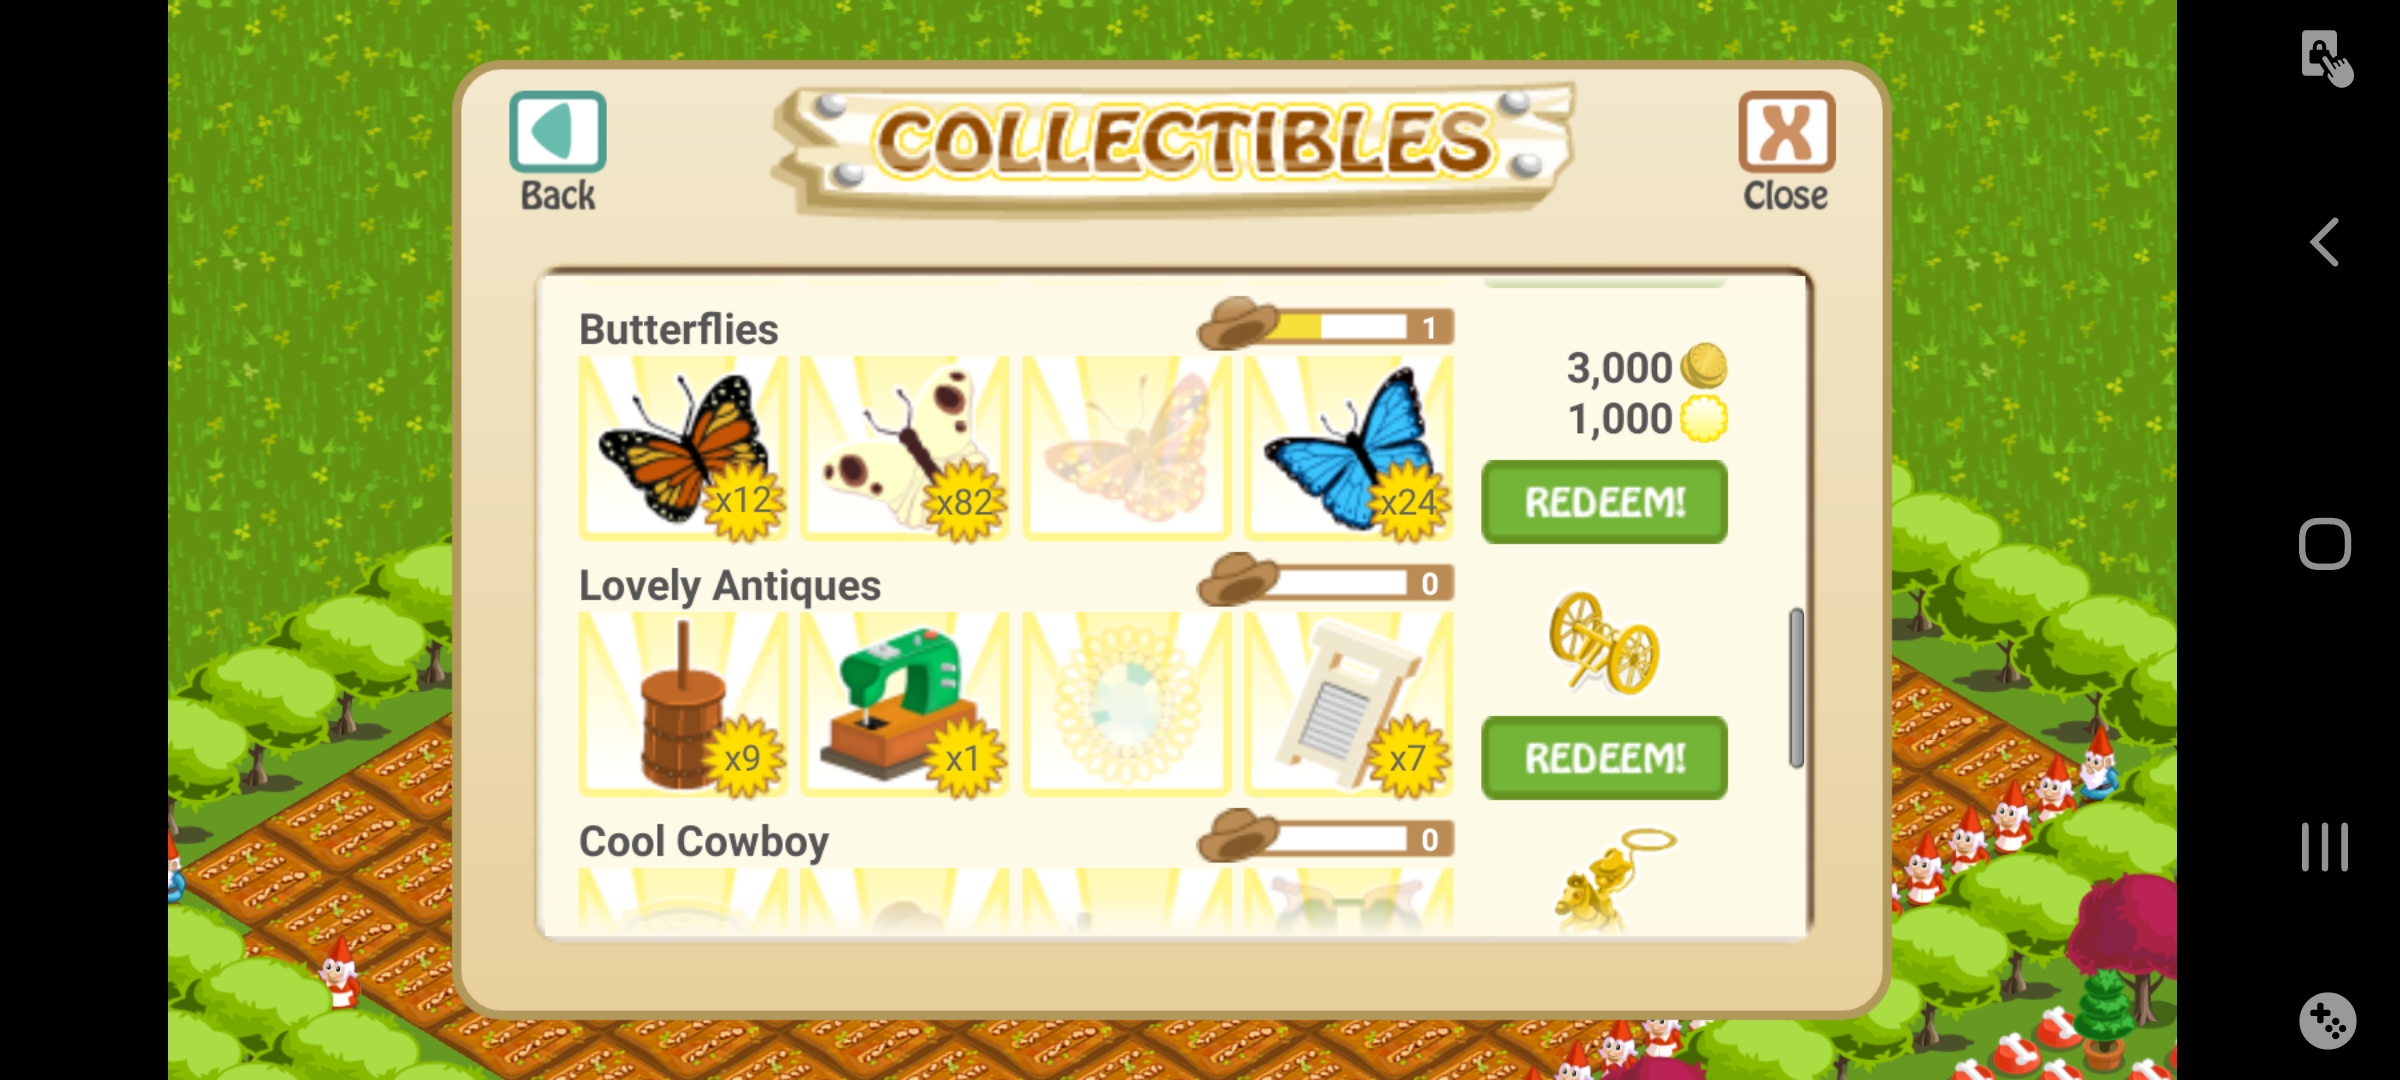 COLLECTIBLES
Back
Close
Butterflies
1
3,000
1,000
x12
x82
x24
REDEEM!
Lovely Antiques
0
x9
x1
x7
REDEEM!
Cool Cowboy
0